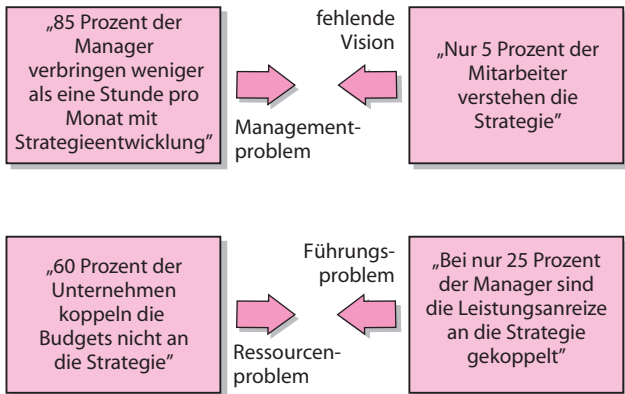 „85 Prozent der
Manager
verbringen weniger
als eine Stunde pro
Monat mit
Strategieentwicklung”
Management-
problem
fehlende
Vision
„Nur 5 Prozent der
Mitarbeiter
verstehen die
Strategie”
„60 Prozent der
Unternehmen
koppeln die
Budgets nicht an
die Strategie”
Ressourcen-
problem
Führungs-
problem
„Bei nur 25 Prozent
der Manager sind
die Leistungsanreize
an die Strategie
gekoppelt”